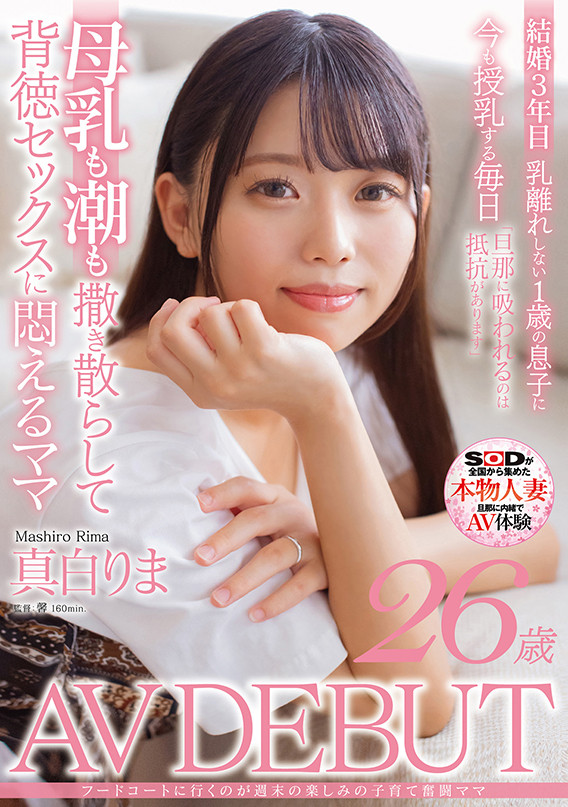 結婚3年目 乳離れしない1歳の息子に
今も授乳する毎日
「旦那に吸われるのは
抵抗があります」
母乳も潮も撒き散らして
背徳セックスに悶えるママ
SODが
全国から集めた
本物人妻
旦那に内緒で
AV体験
Mashiro Rima
真白りま
監督:馨 160min.
26歳
AV DEBUT
フードコートに行くのが週末の楽しみの子育て奮闘ママ